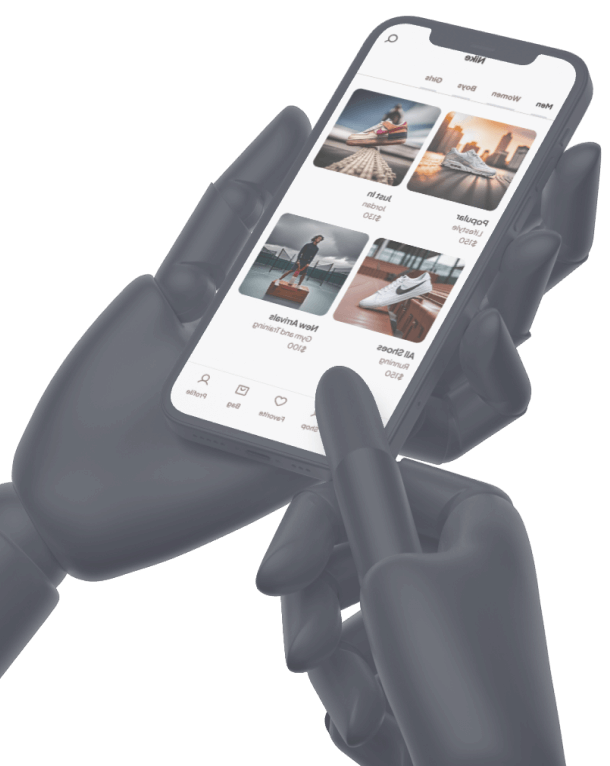 Nike
Men Women Boys Girls
Popular
Lifestyle
$150
Just In
Jordan
$130
All Shoes
Running
$150
New Arrivals
Gym and Training
$100
Shop Favorite Bag Profile